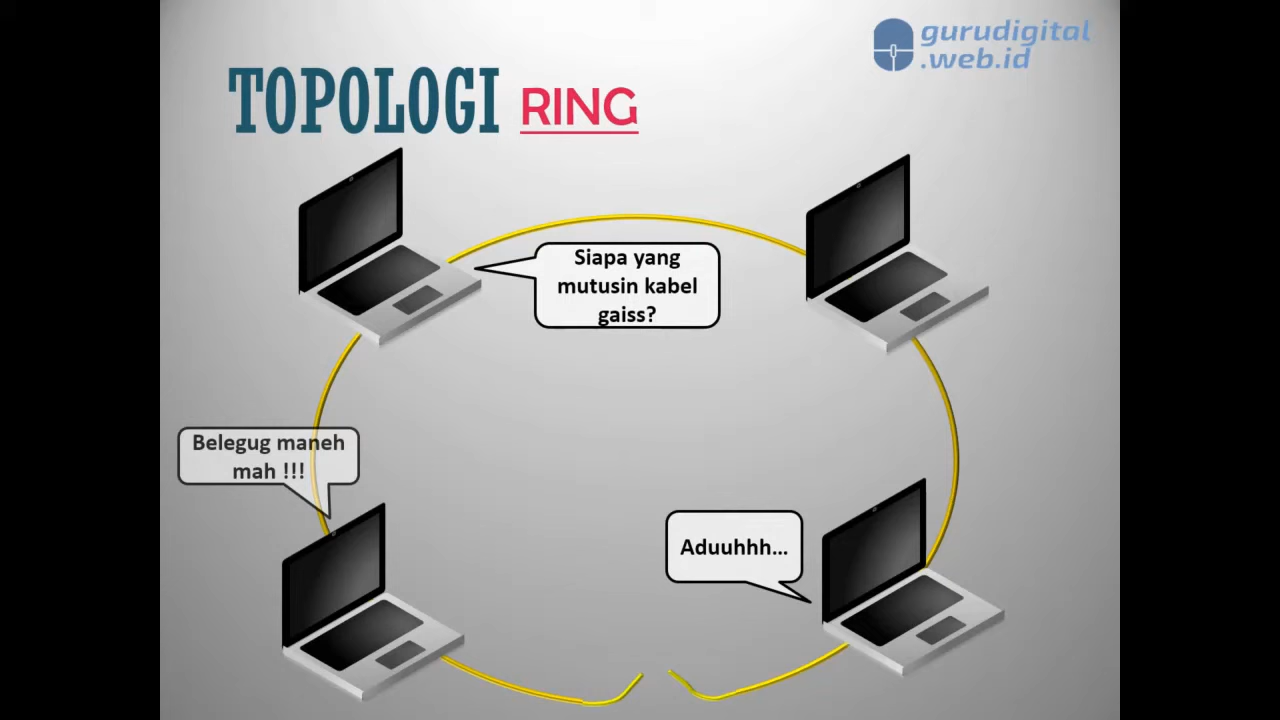 gurudigital
.web.id
TOPOLOGI RING
Siapa yang
mutusin kabel
gaiss?
Belegug maneh
mah !!!
Aduuhhh...